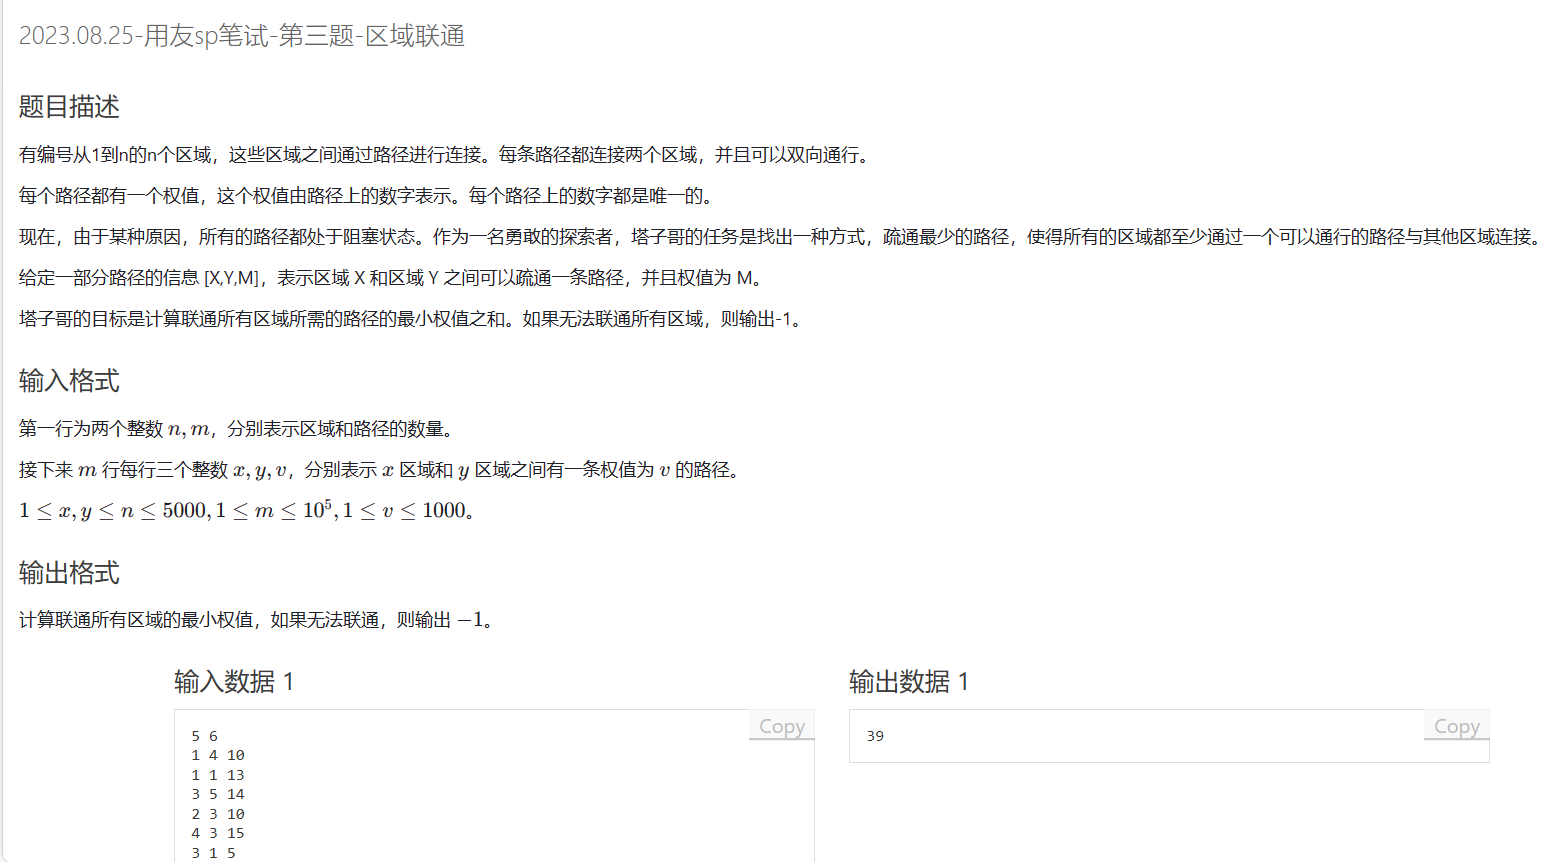 2023.08.25-用友sp笔试-第三题-区域联通
题目描述
有编号从1到n的n个区域，这些区域之间通过路径进行连接。每条路径都连接两个区域，并且可以双向通行。
每个路径都有一个权值，这个权值由路径上的数字表示。每个路径上的数字都是唯一的。
现在，由于某种原因，所有的路径都处于阻塞状态。作为一名勇敢的探索者，塔子哥的任务是找出一种方式，疏通最少的路径，使得所有的区域都至少通过一个可以通行的路径与其他区域连接。
给定一部分路径的信息 [X,Y,M]，表示区域 X 和区域 Y 之间可以疏通一条路径，并且权值为 M。
塔子哥的目标是计算联通所有区域所需的路径的最小权值之和。如果无法联通所有区域，则输出-1。
输入格式
第一行为两个整数 n, m，分别表示区域和路径的数量。
接下来 m 行每行三个整数 x, y, v，分别表示 x 区域和 y 区域之间有一条权值为 v 的路径。
1 ≤ x, y ≤ n ≤ 5000, 1 ≤ m ≤ 10⁵, 1 ≤ v ≤ 1000。
输出格式
计算联通所有区域的最小权值，如果无法联通，则输出 −1。
输入数据 1
Copy
5 6
1 4 10
1 1 13
3 5 14
2 3 10
4 3 15
3 1 5
输出数据 1
Copy
39